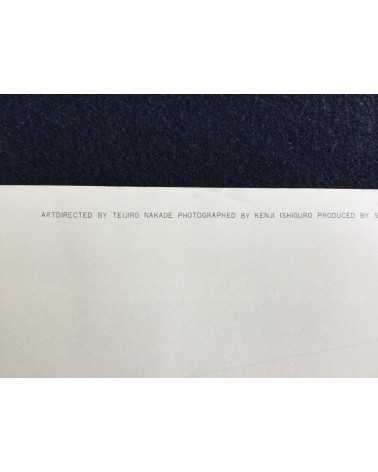 ARTDIRECTED BY TEIJIRO NAKADE PHOTOGRAPHED BY KENJI ISHIGURO PRODUCED BY S